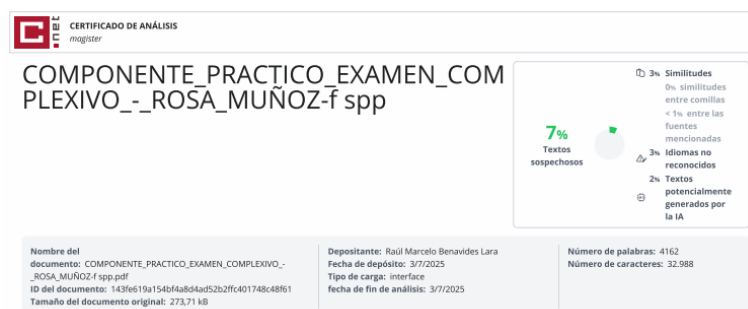 net
CERTIFICADO DE ANÁLISIS
magister
COMPONENTE_PRACTICO_EXAMEN_COM
PLEXIVO_-_ROSA_MUÑOZ-f spp
7%
Textos
sospechosos
3% Similitudes
0% similitudes
entre comillas
< 1% entre las
fuentes
mencionadas
3% Idiomas no
reconocidos
2% Textos
potencialmente
generados por
la IA
Nombre del
documento: COMPONENTE_PRACTICO_EXAMEN_COMPLEXIVO_-
_ROSA_MUÑOZ-f spp.pdf
ID del documento: 143fe619a154bf4a8d4ad52b2ffc401748c48f61
Tamaño del documento original: 273,71 kB
Depositante: Raúl Marcelo Benavides Lara
Fecha de depósito: 3/7/2025
Tipo de carga: interface
fecha de fin de análisis: 3/7/2025
Número de palabras: 4162
Número de caracteres: 32.988